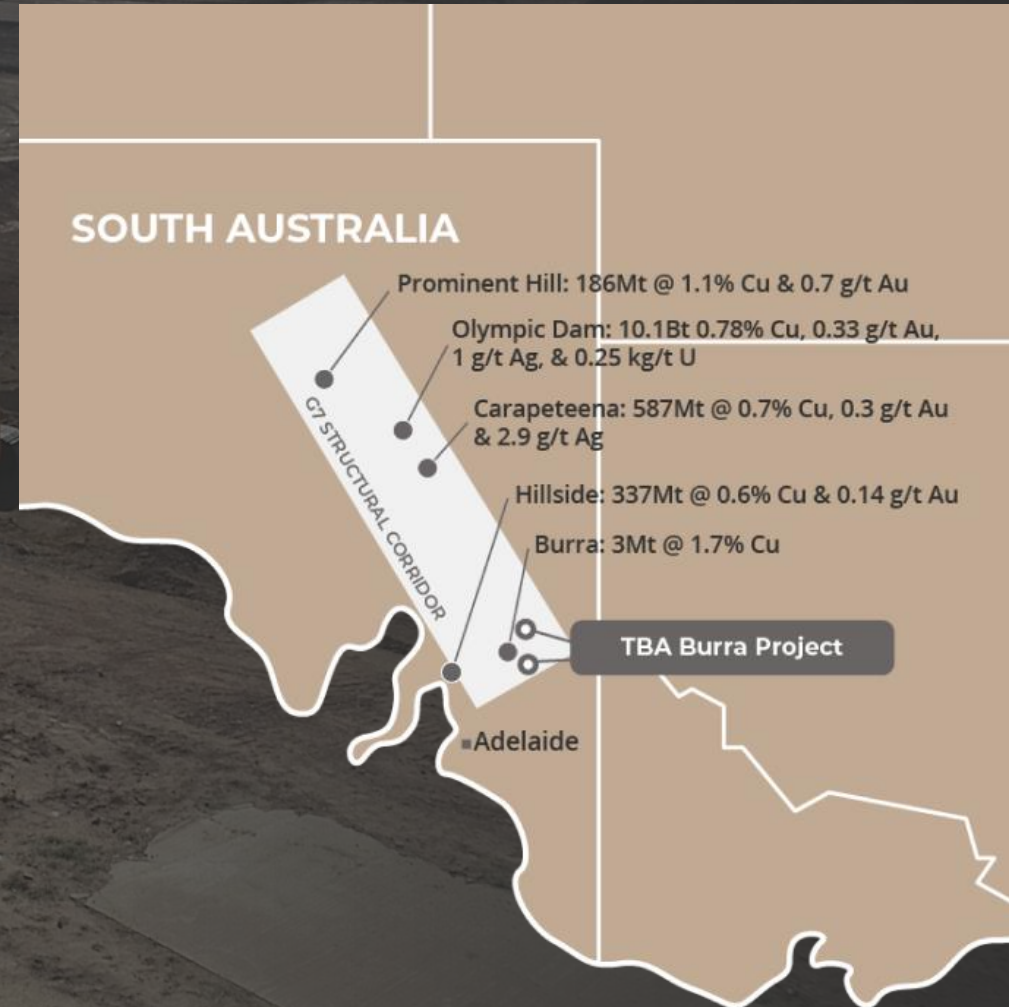 SOUTH AUSTRALIA
Prominent Hill: 186Mt @ 1.1% Cu & 0.7 g/t Au
Olympic Dam: 10.1Bt 0.78% Cu, 0.33 g/t Au,
1 g/t Ag, & 0.25 kg/t U
Carapeteena: 587Mt @ 0.7% Cu, 0.3 g/t Au
& 2.9 g/t Ag
G7 STRUCTURAL CORRIDOR
Hillside: 337Mt @ 0.6% Cu & 0.14 g/t Au
Burra: 3Mt @ 1.7% Cu
TBA Burra Project
Adelaide